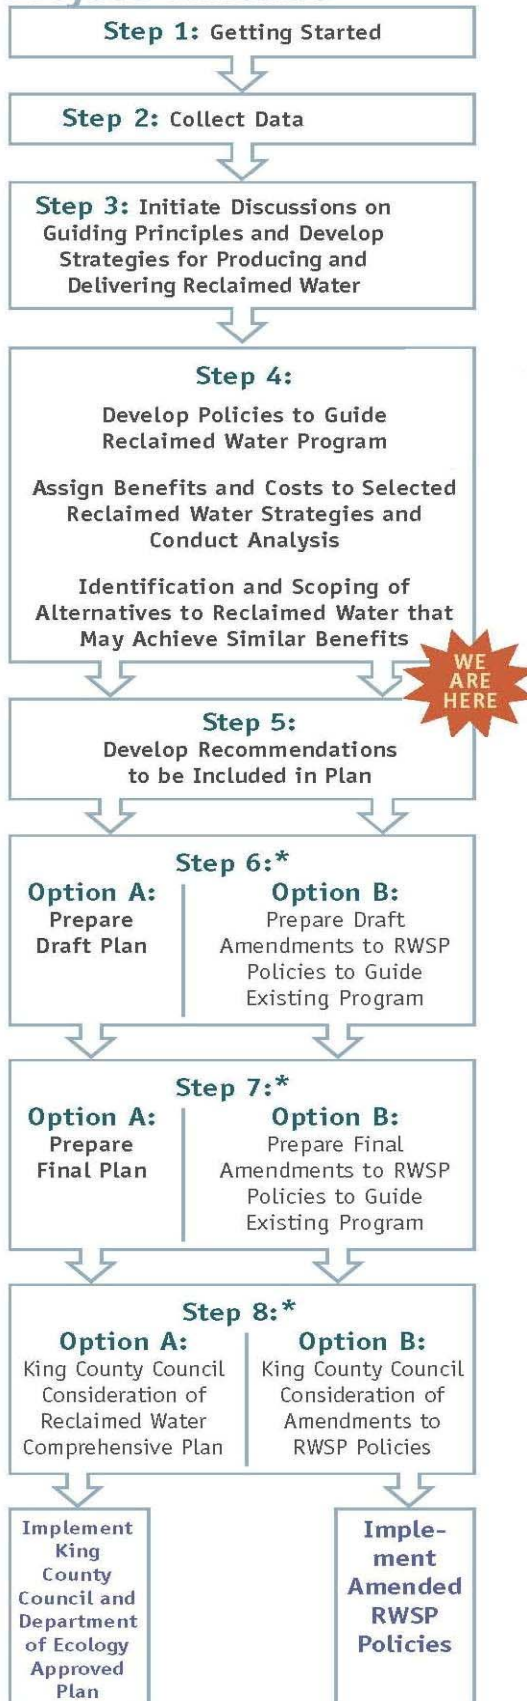 Step 1: Getting Started
Step 2: Collect Data
Step 3: Initiate Discussions on
Guiding Principles and Develop
Strategies for Producing and
Delivering Reclaimed Water
Step 4:
Develop Policies to Guide
Reclaimed Water Program
Assign Benefits and Costs to Selected
Reclaimed Water Strategies and
Conduct Analysis
Identification and Scoping of
Alternatives to Reclaimed Water that
May Achieve Similar Benefits
WE
ARE
HERE
Step 5:
Develop Recommendations
to be Included in Plan
Step 6:*
Option A:
Prepare
Draft Plan
Option B:
Prepare Draft
Amendments to RWSP
Policies to Guide
Existing Program
Step 7:*
Option A:
Prepare
Final Plan
Option B:
Prepare Final
Amendments to RWSP
Policies to Guide
Existing Program
Step 8:*
Option A:
King County Council
Consideration of
Reclaimed Water
Comprehensive Plan
Option B:
King County Council
Consideration of
Amendments to
RWSP Policies
Implement
King
County
Council and
Department
of Ecology
Approved
Plan
Imple-
ment
Amended
RWSP
Policies